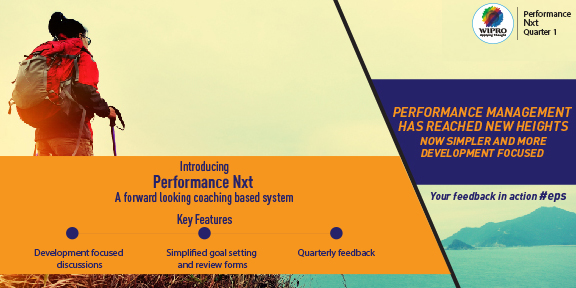 WIPRO
Applying Thought
Performance
Nxt
Quarter 1
PERFORMANCE MANAGEMENT
HAS REACHED NEW HEIGHTS
NOW SIMPLER AND MORE
DEVELOPMENT FOCUSED
Your feedback in action #eps
Introducing
Performance Nxt
A forward looking coaching based system
Key Features
Development focused
discussions
Simplified goal setting
and review forms
Quarterly feedback